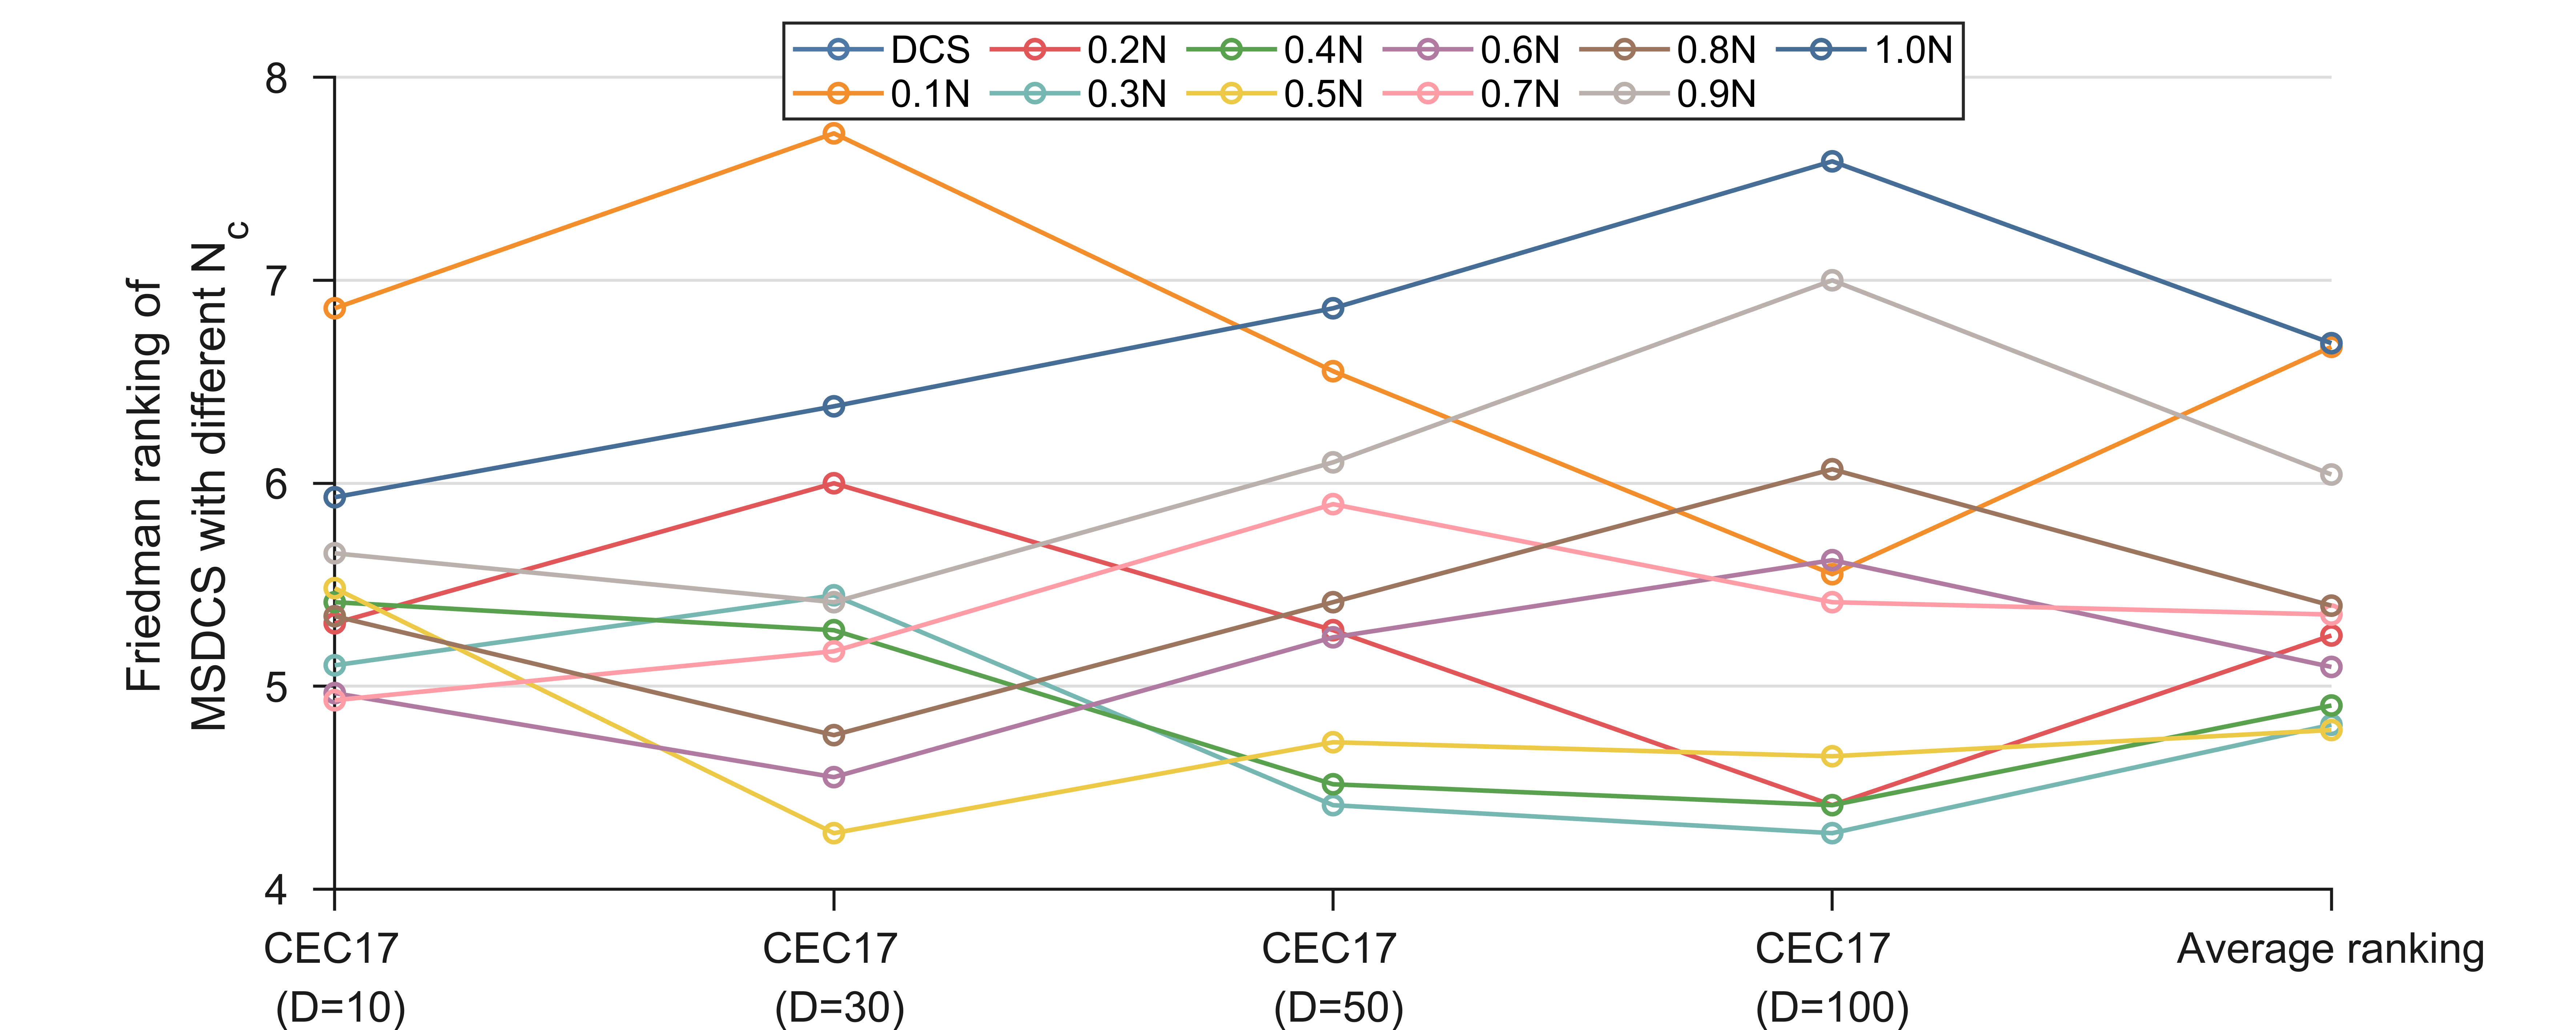 DCS 0.2N 0.4N 0.6N 0.8N 1.0N
0.1N 0.3N 0.5N 0.7N 0.9N
8
7
6
5
4
Friedman ranking of
MSDCS with different Nc
CEC17 CEC17 CEC17 CEC17 Average ranking
(D=10) (D=30) (D=50) (D=100)